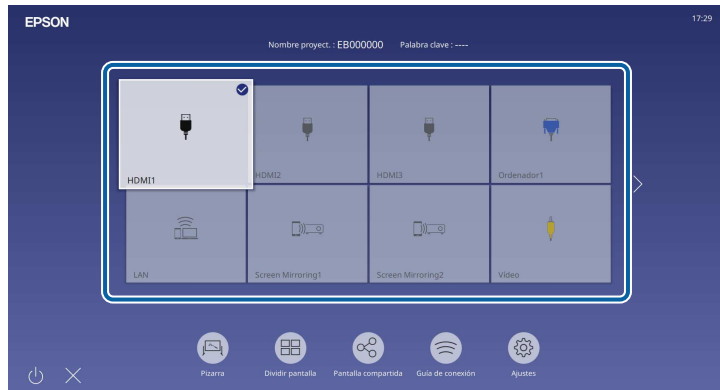 EPSON
17:29
Nombre proyect. : EB000000 Palabra clave : ----
HDMI1
HDMI2
HDMI3
Ordenador1
LAN
Screen Mirroring1
Screen Mirroring2
Vídeo
Pizarra
Dividir pantalla
Pantalla compartida
Guía de conexión
Ajustes